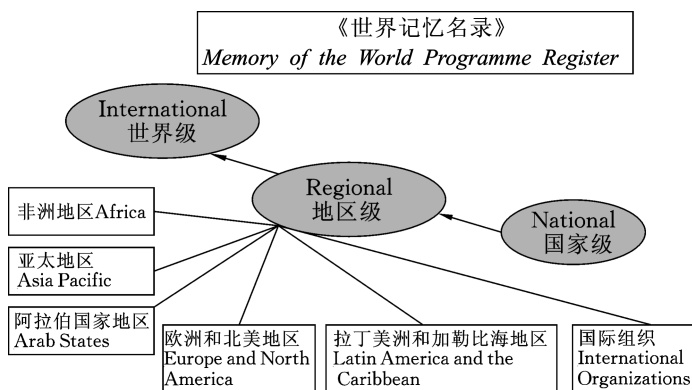 《世界记忆名录》
Memory of the World Programme Register
International
世界级
Regional
地区级
National
国家级
非洲地区Africa
亚太地区
Asia Pacific
阿拉伯国家地区
Arab States
欧洲和北美地区
Europe and North
America
拉丁美洲和加勒比海地区
Latin America and the
Caribbean
国际组织
International
Organizations